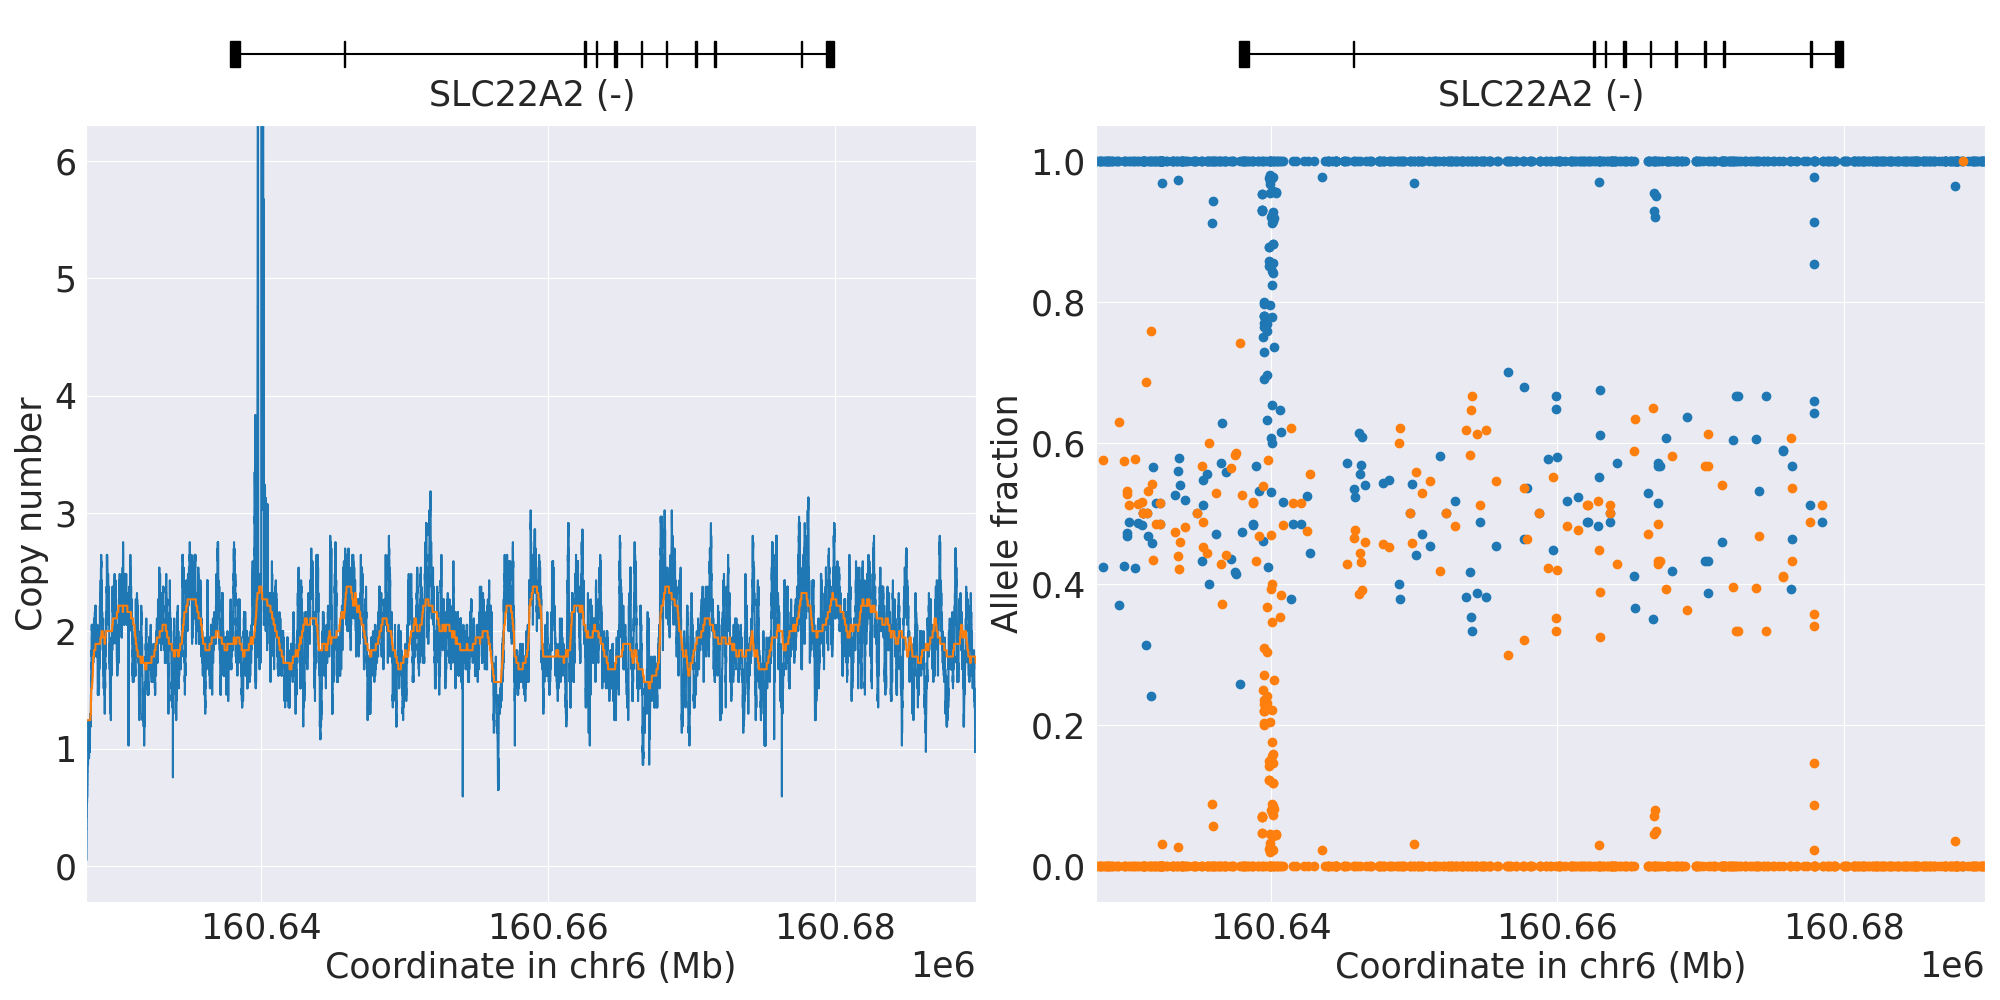 SLC22A2 (-)
6
5
4
3
2
1
0
Copy number
160.64
160.66
160.68
Coordinate in chr6 (Mb)
1e6
SLC22A2 (-)
1.0
0.8
0.6
0.4
0.2
0.0
Allele fraction
160.64
160.66
160.68
Coordinate in chr6 (Mb)
1e6